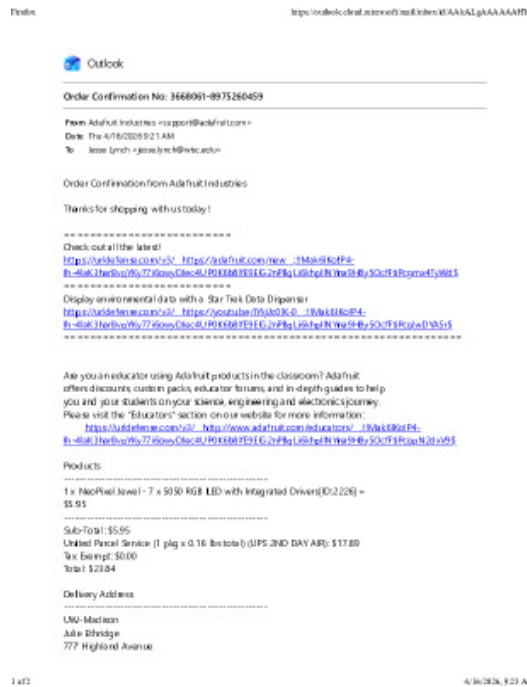 Firefox
Outlook
Order Confirmation No: 3668061-8975260459
From Adafruit Industries <support@adafruit.com>
Date Thu 4/16/2026 9:21 AM
To Jesse Lynch
Order Confirmation from Adafruit Industries
Thanks for shopping with us today!
Check out all the latest!
Display environmental data with a Star Trek Data Dispenser
Are you an educator using Adafruit products in the classroom? Adafruit
offers discounts, custom packs, educator forums, and in-depth guides to help
you and your students on your science, engineering and electronics journey.
Please visit the "Educators" section on our website for more information:
Products
1 x NeoPixel Jewel - 7 x 5050 RGB LED with Integrated Drivers(ID:2226) =
$5.95
Sub-Total: $5.95
United Parcel Service (1 pkg x 0.16 lbs total) (UPS 2ND DAY AIR): $17.89
Tax Exempt: $0.00
Total: $23.84
Delivery Address
UW-Madison
Julie Ethridge
777 Highland Avenue
1 of 2
4/16/2026, 9:23 A